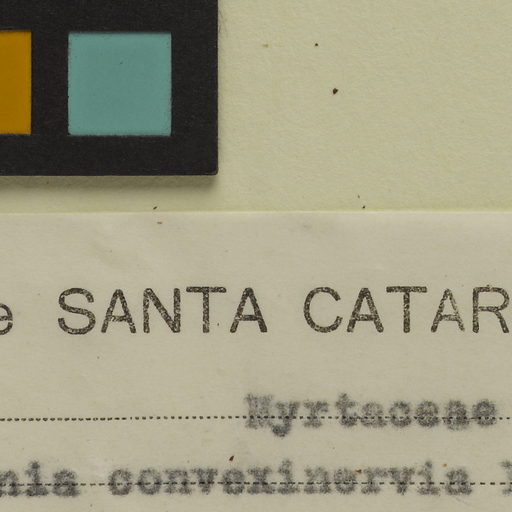 e SANTA CATAR
Myrtaceae
nia convexinervia